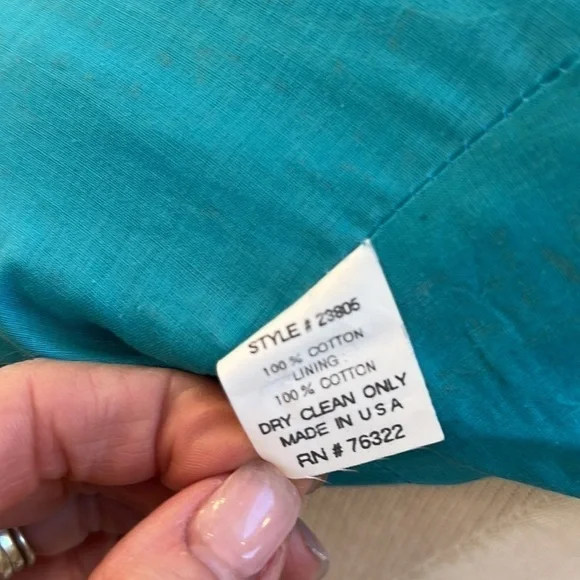 STYLE # 23805
100 % COTTON
LINING :
100 % COTTON
DRY CLEAN ONLY
MADE IN U S A
RN # 76322